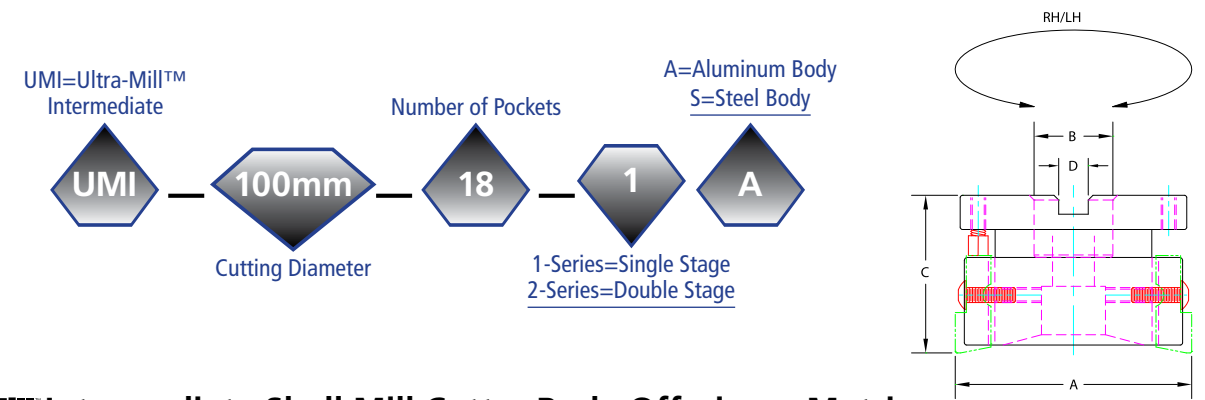 UMI=Ultra-Mill™
Intermediate
Number of Pockets
A=Aluminum Body
S=Steel Body
UMI — 100mm — 18 — 1 A
Cutting Diameter
1-Series=Single Stage
2-Series=Double Stage
RH/LH
B
D
C
A